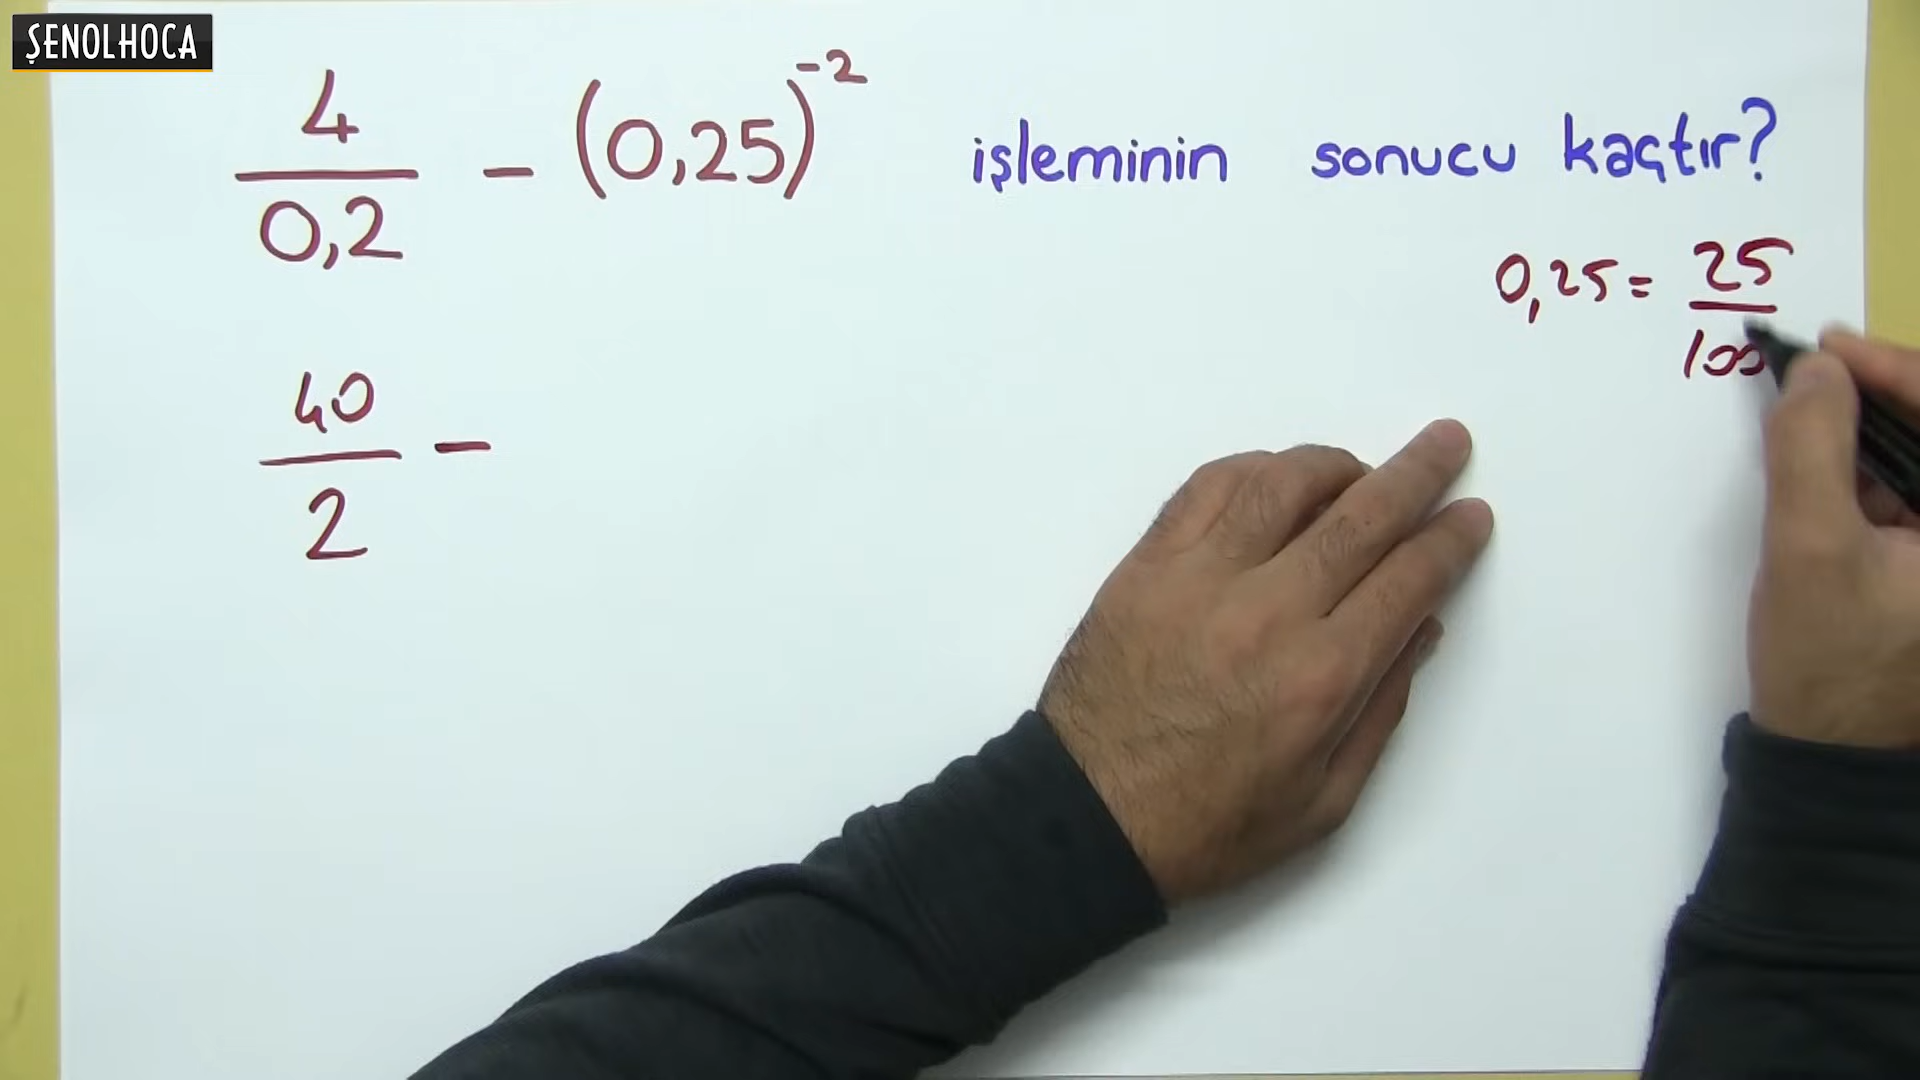 ŞENOLHOCA
4/0,2 - (0,25)^-2 işleminin sonucu kaçtır?
0,25 = 25/100
40/2 -